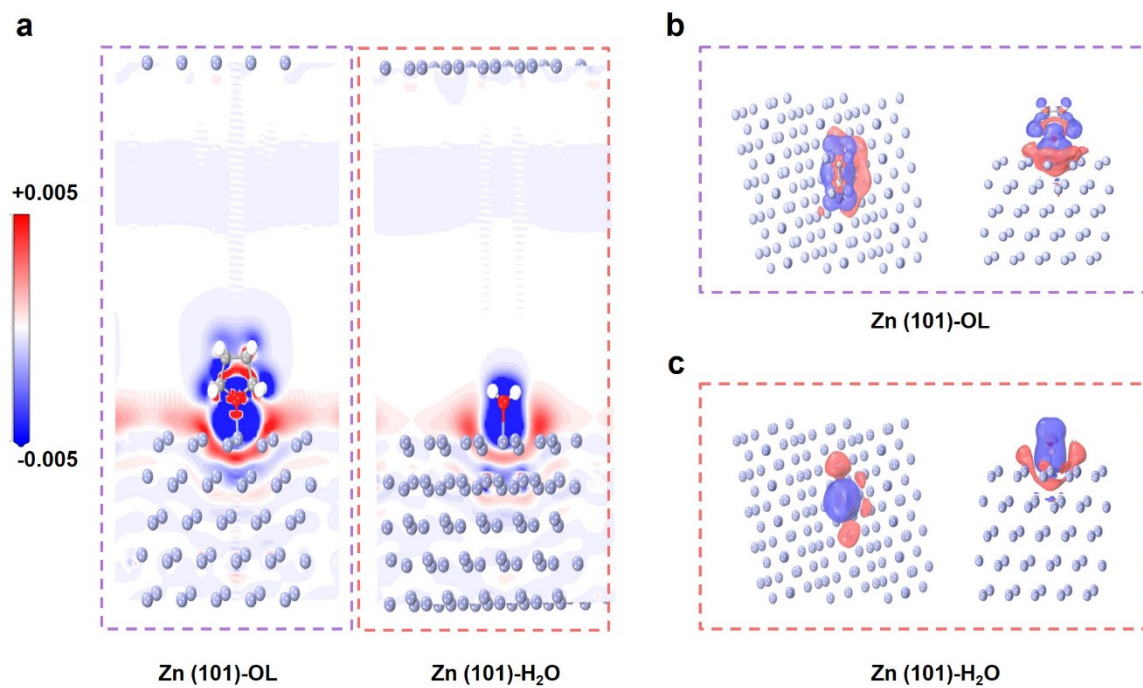 a
+0.005
-0.005
Zn (101)-OL
Zn (101)-H₂O
b
Zn (101)-OL
c
Zn (101)-H₂O